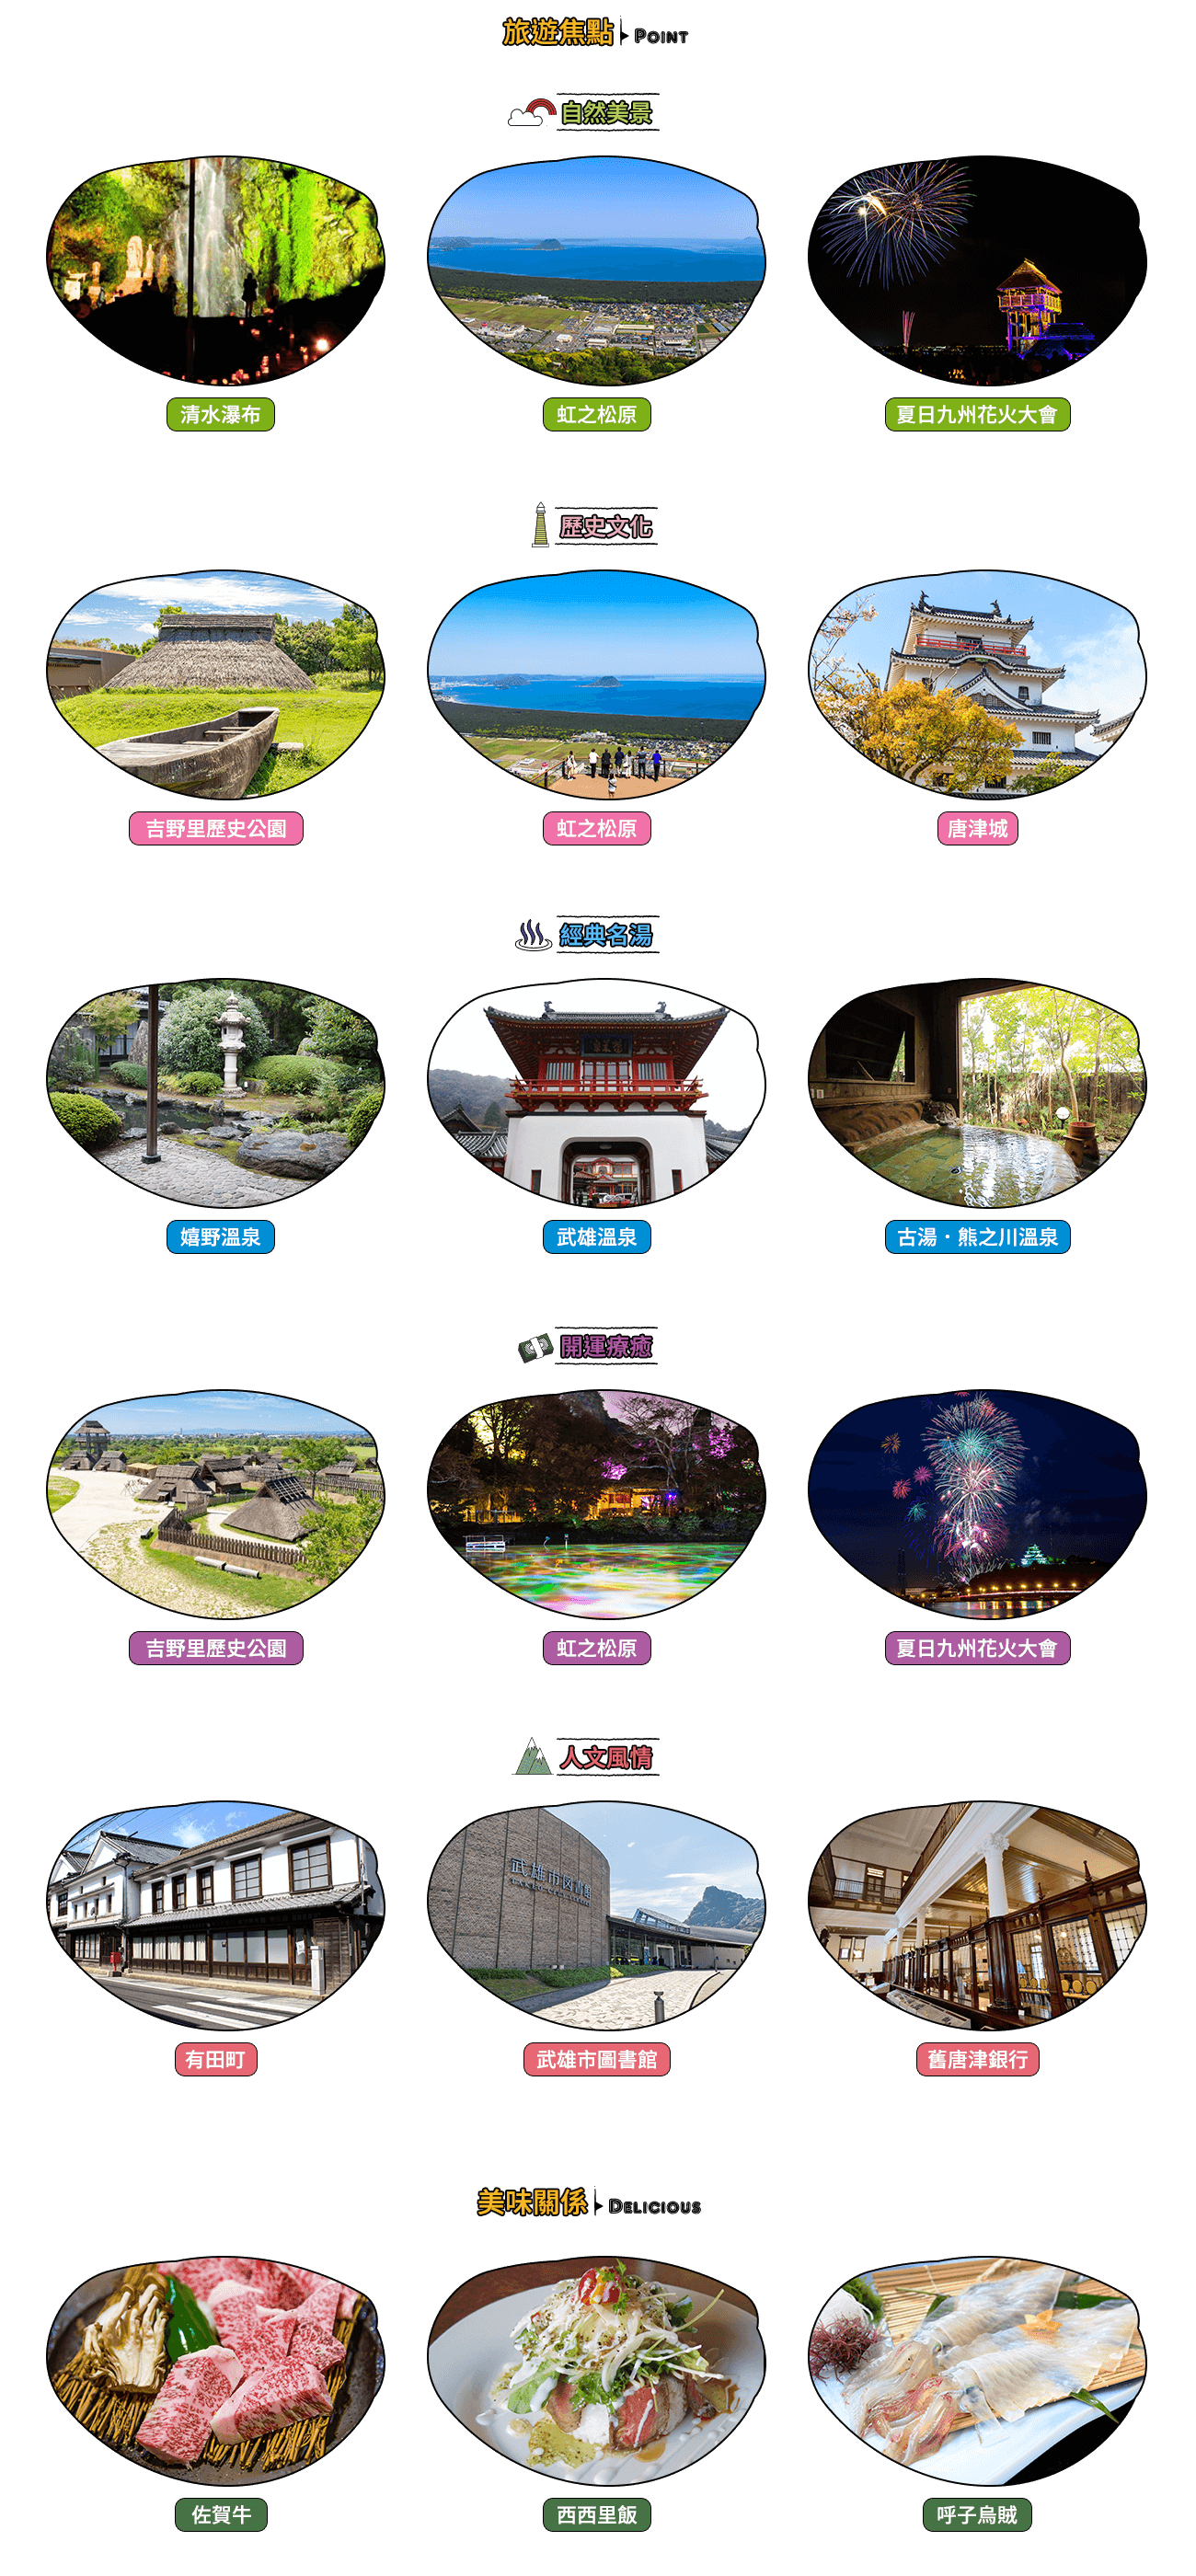 旅遊焦點 POINT
自然美景
清水瀑布
虹之松原
夏日九州花火大會
歷史文化
吉野里歷史公園
虹之松原
唐津城
經典名湯
嬉野溫泉
武雄溫泉
古湯・熊之川溫泉
開運療癒
吉野里歷史公園
虹之松原
夏日九州花火大會
人文風情
武雄市図書館
有田町
武雄市圖書館
舊唐津銀行
美味關係 DELICIOUS
佐賀牛
西西里飯
呼子烏賊